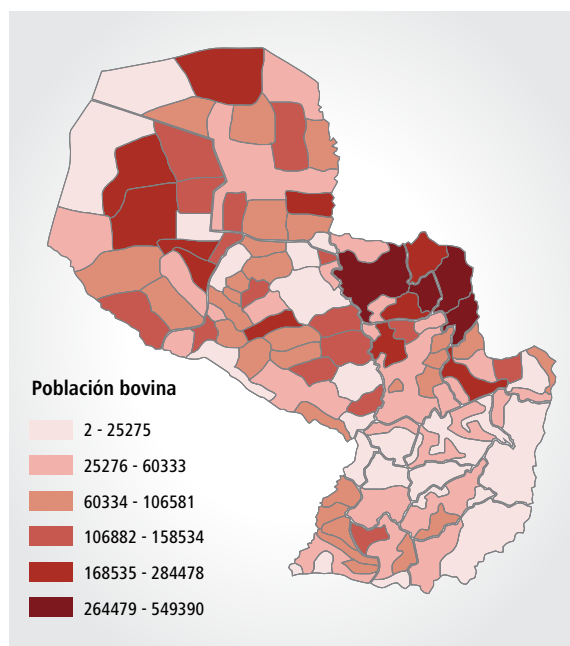 Población bovina
2 - 25275
25276 - 60333
60334 - 106581
106882 - 158534
168535 - 284478
264479 - 549390